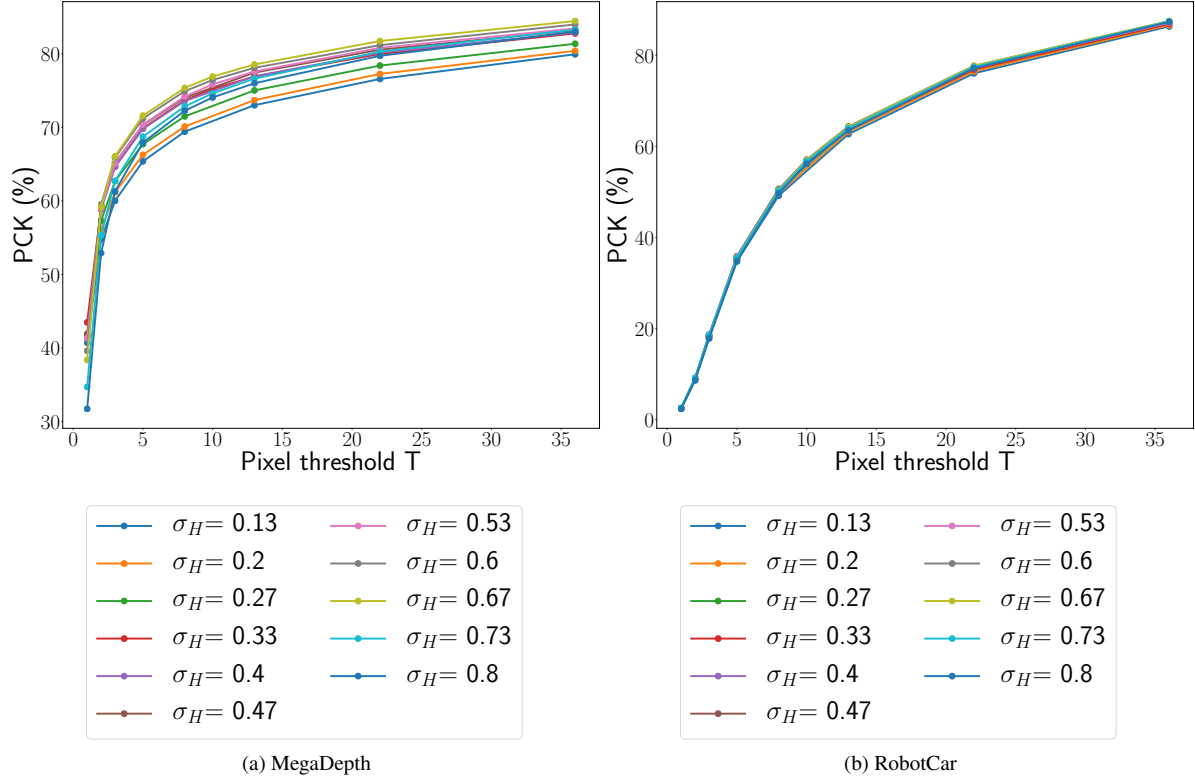 80
70
60
50
40
30
PCK (%)
0 5 10 15 20 25 30 35
Pixel threshold T
σH= 0.13
σH= 0.2
σH= 0.27
σH= 0.33
σH= 0.4
σH= 0.47
σH= 0.53
σH= 0.6
σH= 0.67
σH= 0.73
σH= 0.8
(a) MegaDepth
80
60
40
20
0
PCK (%)
0 5 10 15 20 25 30 35
Pixel threshold T
σH= 0.13
σH= 0.2
σH= 0.27
σH= 0.33
σH= 0.4
σH= 0.47
σH= 0.53
σH= 0.6
σH= 0.67
σH= 0.73
σH= 0.8
(b) RobotCar